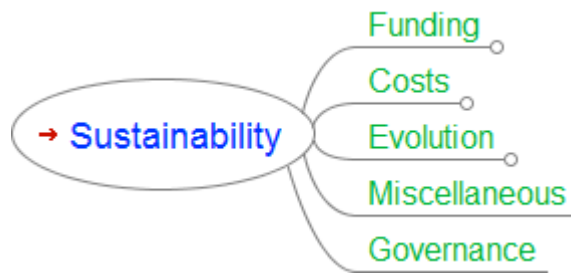 Funding
Costs
Sustainability
Evolution
Miscellaneous
Governance